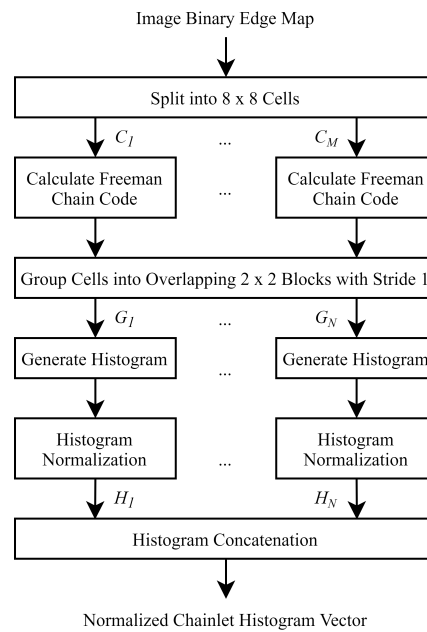 Image Binary Edge Map
Split into 8 x 8 Cells
C1 ... CM
Calculate Freeman
Chain Code
...
Calculate Freeman
Chain Code
Group Cells into Overlapping 2 x 2 Blocks with Stride 1
G1 ... GN
Generate Histogram ... Generate Histogram
Histogram
Normalization
...
Histogram
Normalization
H1 HN
Histogram Concatenation
Normalized Chainlet Histogram Vector